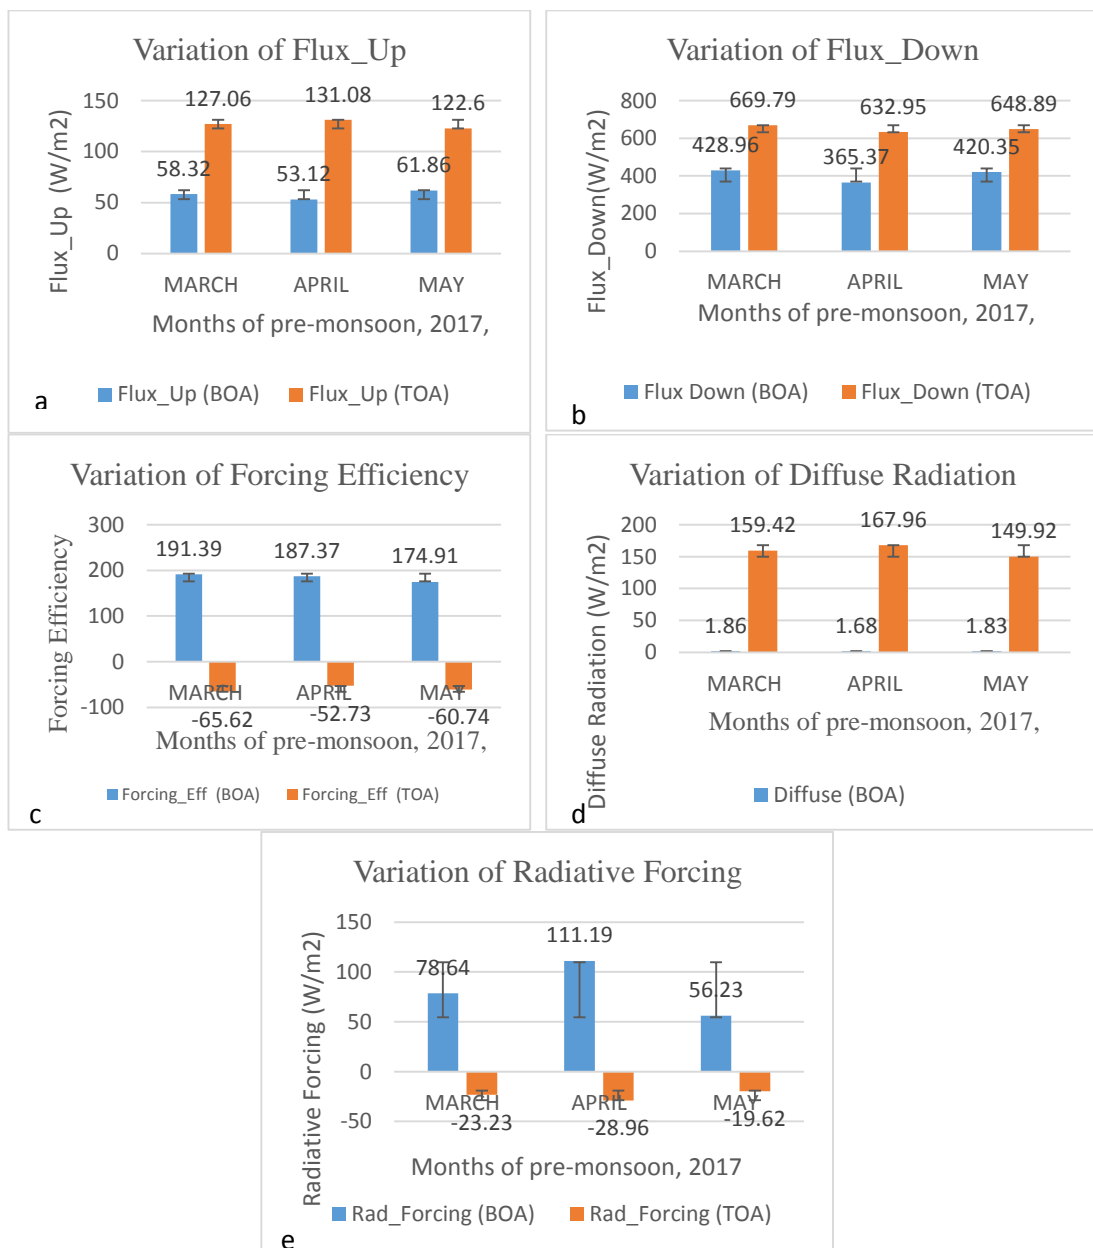 Variation of Flux_Up
Flux_Up (W/m2)
150
100
50
0
127.06
131.08
122.6
58.32
53.12
61.86
MARCH APRIL MAY
Months of pre-monsoon, 2017,
Flux_Up (BOA) Flux_Up (TOA)
a
Variation of Flux_Down
Flux_Down(W/m2)
800
600
400
200
0
669.79
632.95
648.89
428.96
365.37
420.35
MARCH APRIL MAY
Months of pre-monsoon, 2017,
Flux Down (BOA) Flux_Down (TOA)
b
Variation of Forcing Efficiency
Forcing Efficiency
300
200
100
0
-100
191.39
187.37
174.91
MARCH APRIL MAY
-65.62
-52.73
-60.74
Months of pre-monsoon, 2017,
Forcing_Eff (BOA) Forcing_Eff (TOA)
c
Variation of Diffuse Radiation
Diffuse Radiation (W/m2)
200
150
100
50
0
159.42
167.96
149.92
1.86
1.68
1.83
MARCH APRIL MAY
Months of pre-monsoon, 2017,
Diffuse (BOA)
d
Variation of Radiative Forcing
Radiative Forcing (W/m2)
150
100
50
0
-50
78.64
111.19
56.23
MARCH APRIL MAY
-23.23
-28.96
-19.62
Months of pre-monsoon, 2017
Rad_Forcing (BOA) Rad_Forcing (TOA)
e